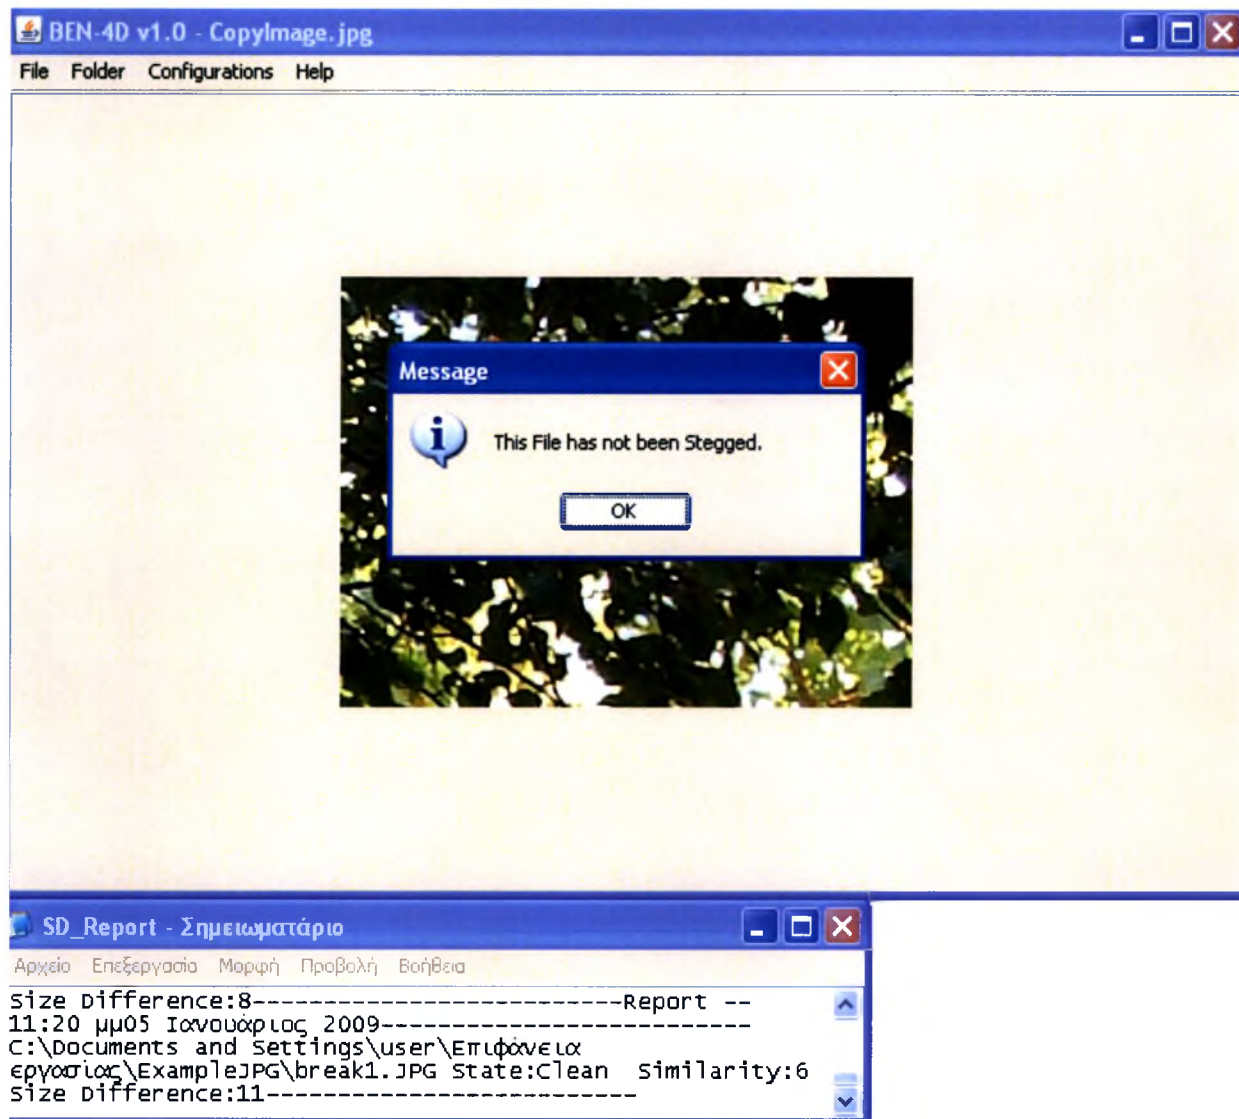 BEN-4D v1.0 - CopyImage.jpg
File Folder Configurations Help
Message
This File has not been Stegged.
OK
SD_Report - Σημειωματάριο
Αρχείο Επεξεργασία Μορφή Προβολή Βοήθεια
Size Difference:8--------------------------Report --
11:20 μμ05 Ιανουάριος 2009--------------------------
C:\Documents and Settings\user\Επιφάνεια
εργασίας\ExampleJPG\break1.JPG State:Clean  Similarity:6
Size Difference:11--------------------------